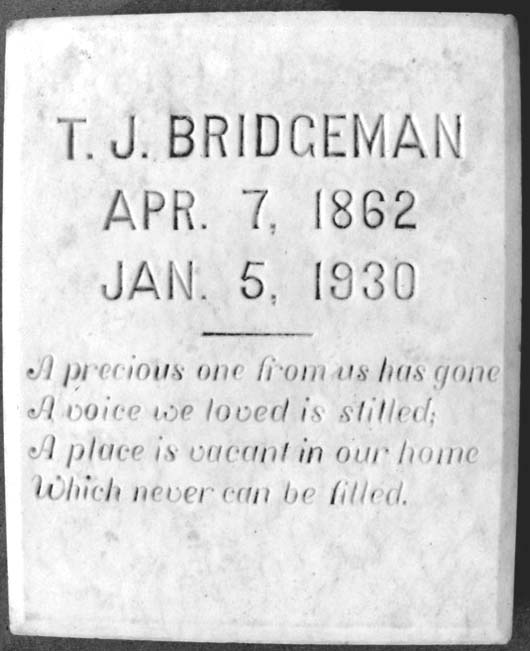 T. J. BRIDGEMAN
APR. 7, 1862
JAN. 5, 1930
A precious one from us has gone
A voice we loved is stilled;
A place is vacant in our home
Which never can be filled.